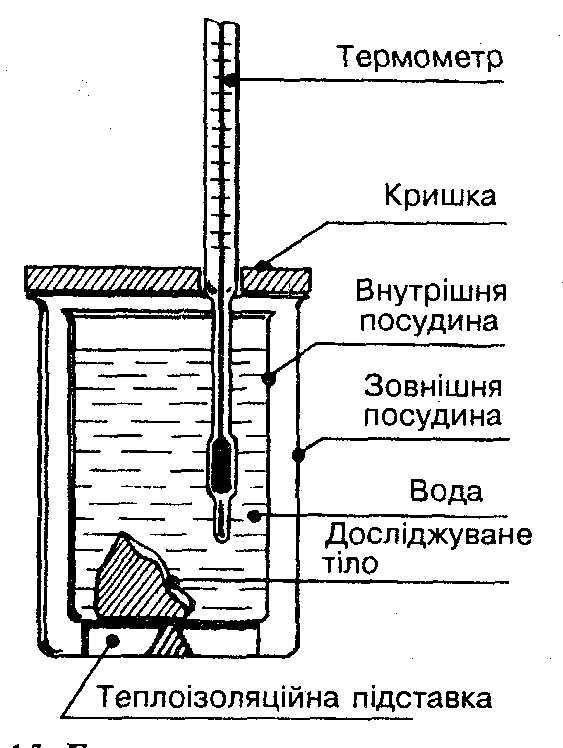 Термометр
Кришка
Внутрішня
посудина
Зовнішня
посудина
Вода
Досліджуване
тіло
Теплоізоляційна підставка